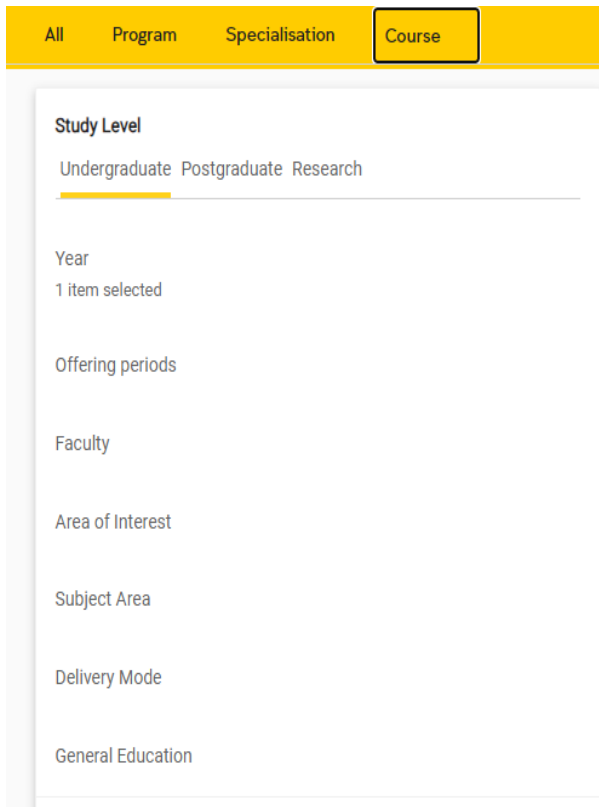 All Program Specialisation Course
Study Level
Undergraduate Postgraduate Research
Year
1 item selected
Offering periods
Faculty
Area of Interest
Subject Area
Delivery Mode
General Education